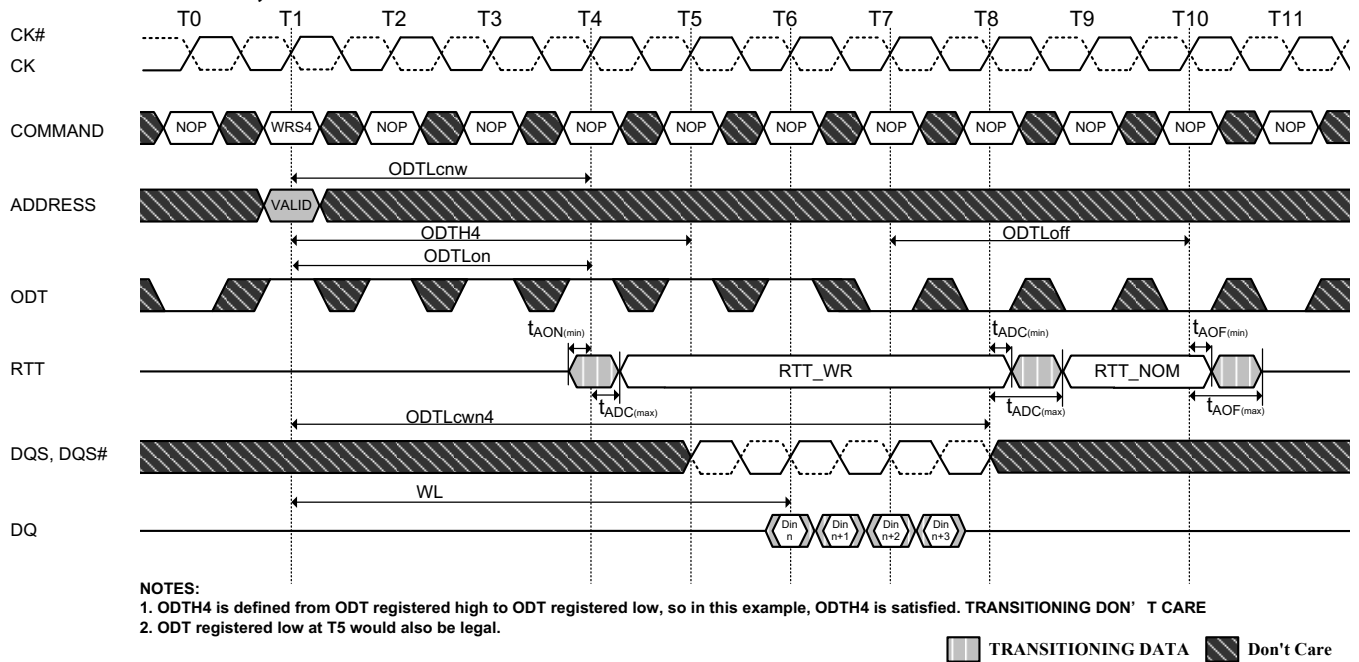 T0 T1 T2 T3 T4 T5 T6 T7 T8 T9 T10 T11
CK#
CK
COMMAND NOP WRS4 NOP NOP NOP NOP NOP NOP NOP NOP NOP NOP
ODTLcnw
ADDRESS VALID
ODTH4 ODTLoff
ODTLon
ODT
tAON(min) tADC(min) tAOF(min)
RTT RTT_WR RTT_NOM
tADC(max) tADC(max) tAOF(max)
ODTLcwn4
DQS, DQS#
WL
DQ Din n Din n+1 Din n+2 Din n+3
NOTES:
1. ODTH4 is defined from ODT registered high to ODT registered low, so in this example, ODTH4 is satisfied. TRANSITIONING DON' T CARE
2. ODT registered low at T5 would also be legal.
TRANSITIONING DATA Don't Care